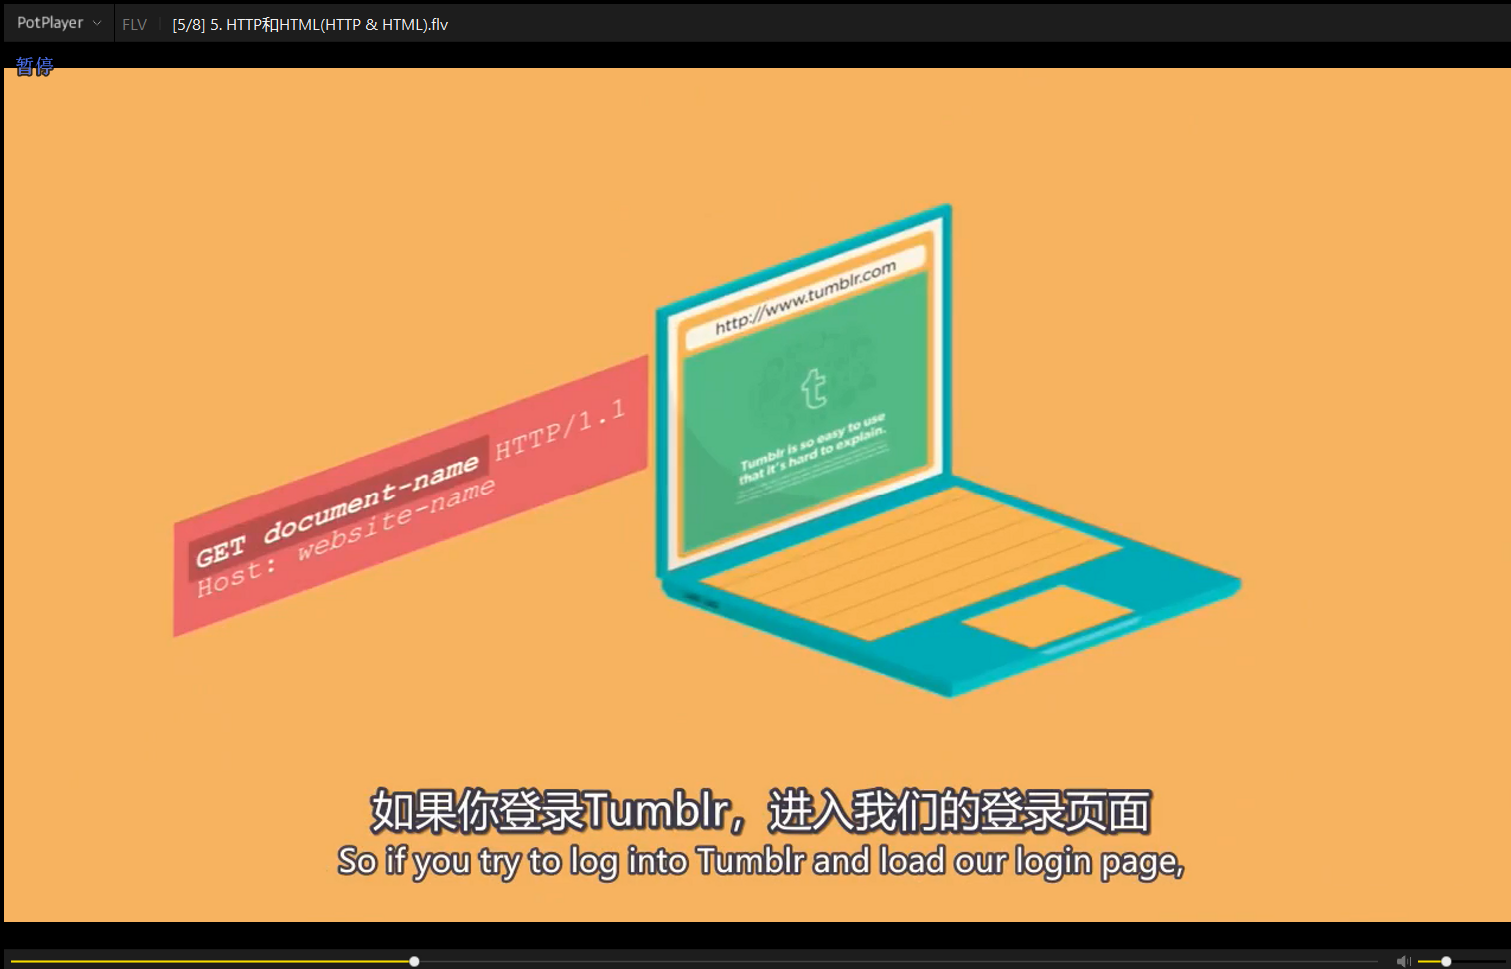 PotPlayer FLV [5/8] 5. HTTP和HTML(HTTP & HTML).flv
暂停
http://www.tumblr.com
t
Tumblr is so easy to use
that it's hard to explain.
GET document-name HTTP/1.1
Host: website-name
如果你登录Tumblr，进入我们的登录页面
So if you try to log into Tumblr and load our login page,